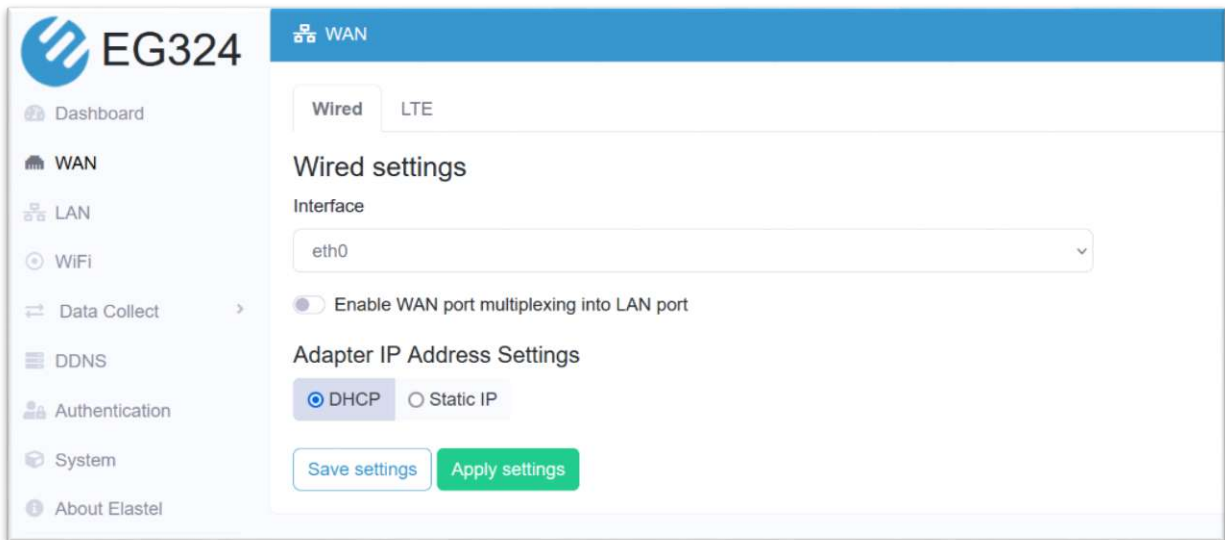 EG324
Dashboard
WAN
LAN
WiFi
Data Collect
DDNS
Authentication
System
About Elastel
WAN
Wired LTE
Wired settings
Interface
eth0
Enable WAN port multiplexing into LAN port
Adapter IP Address Settings
DHCP Static IP
Save settings Apply settings